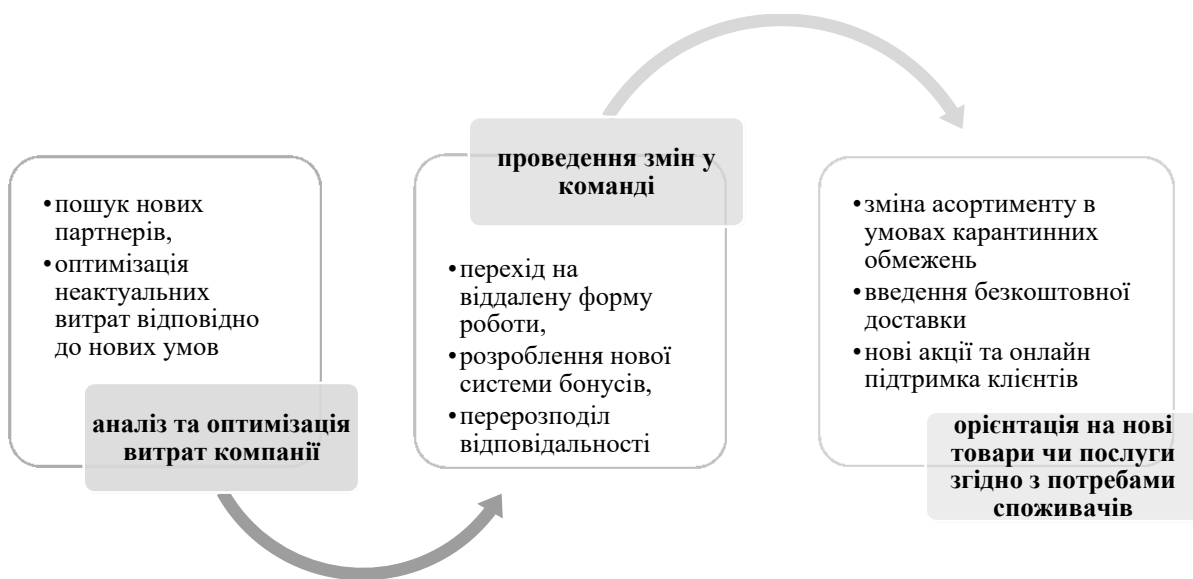 •пошук нових
партнерів,
•оптимізація
неактуальних
витрат відповідно
до нових умов
аналіз та оптимізація
витрат компанії
проведення змін у
команді
•перехід на
віддалену форму
роботи,
•розроблення нової
системи бонусів,
•перерозподіл
відповідальності
•зміна асортименту в
умовах карантинних
обмежень
•введення безкоштовної
доставки
•нові акції та онлайн
підтримка клієнтів
орієнтація на нові
товари чи послуги
згідно з потребами
споживачів